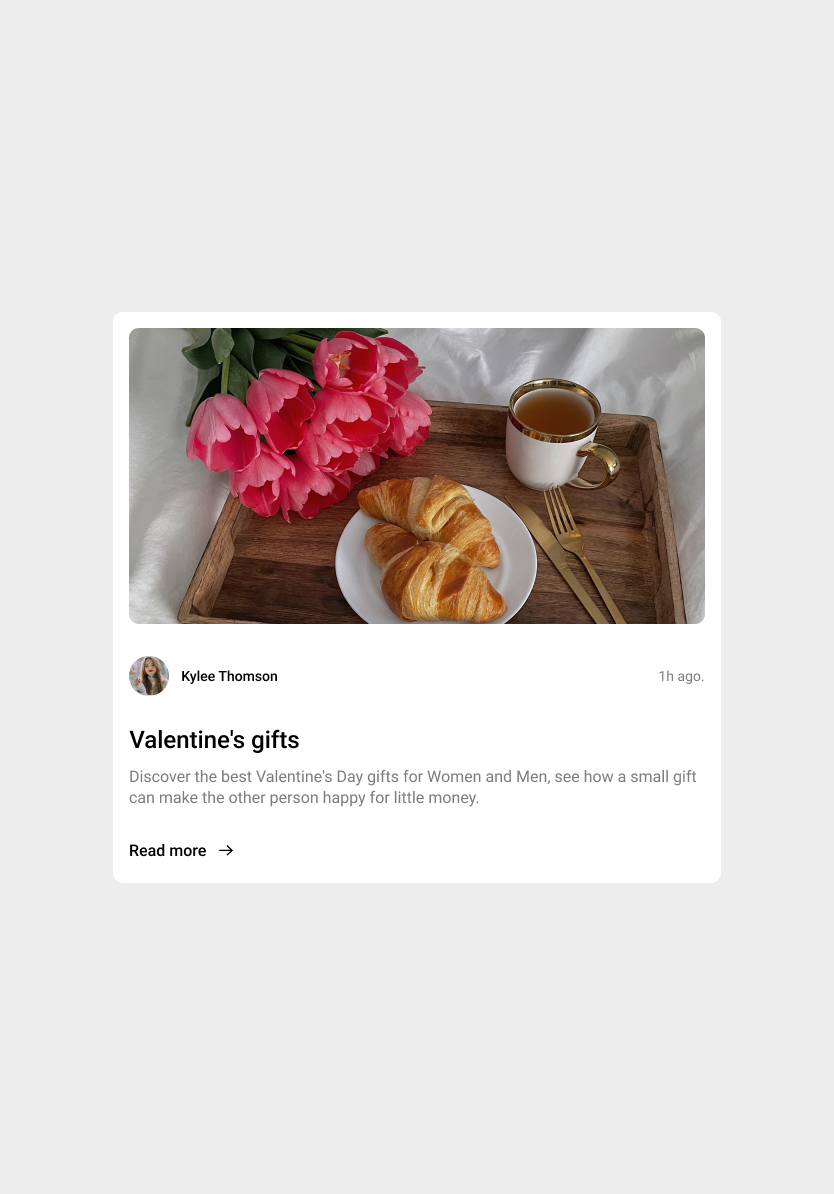 Kylee Thomson
1h ago.
Valentine's gifts
Discover the best Valentine's Day gifts for Women and Men, see how a small gift
can make the other person happy for little money.
Read more